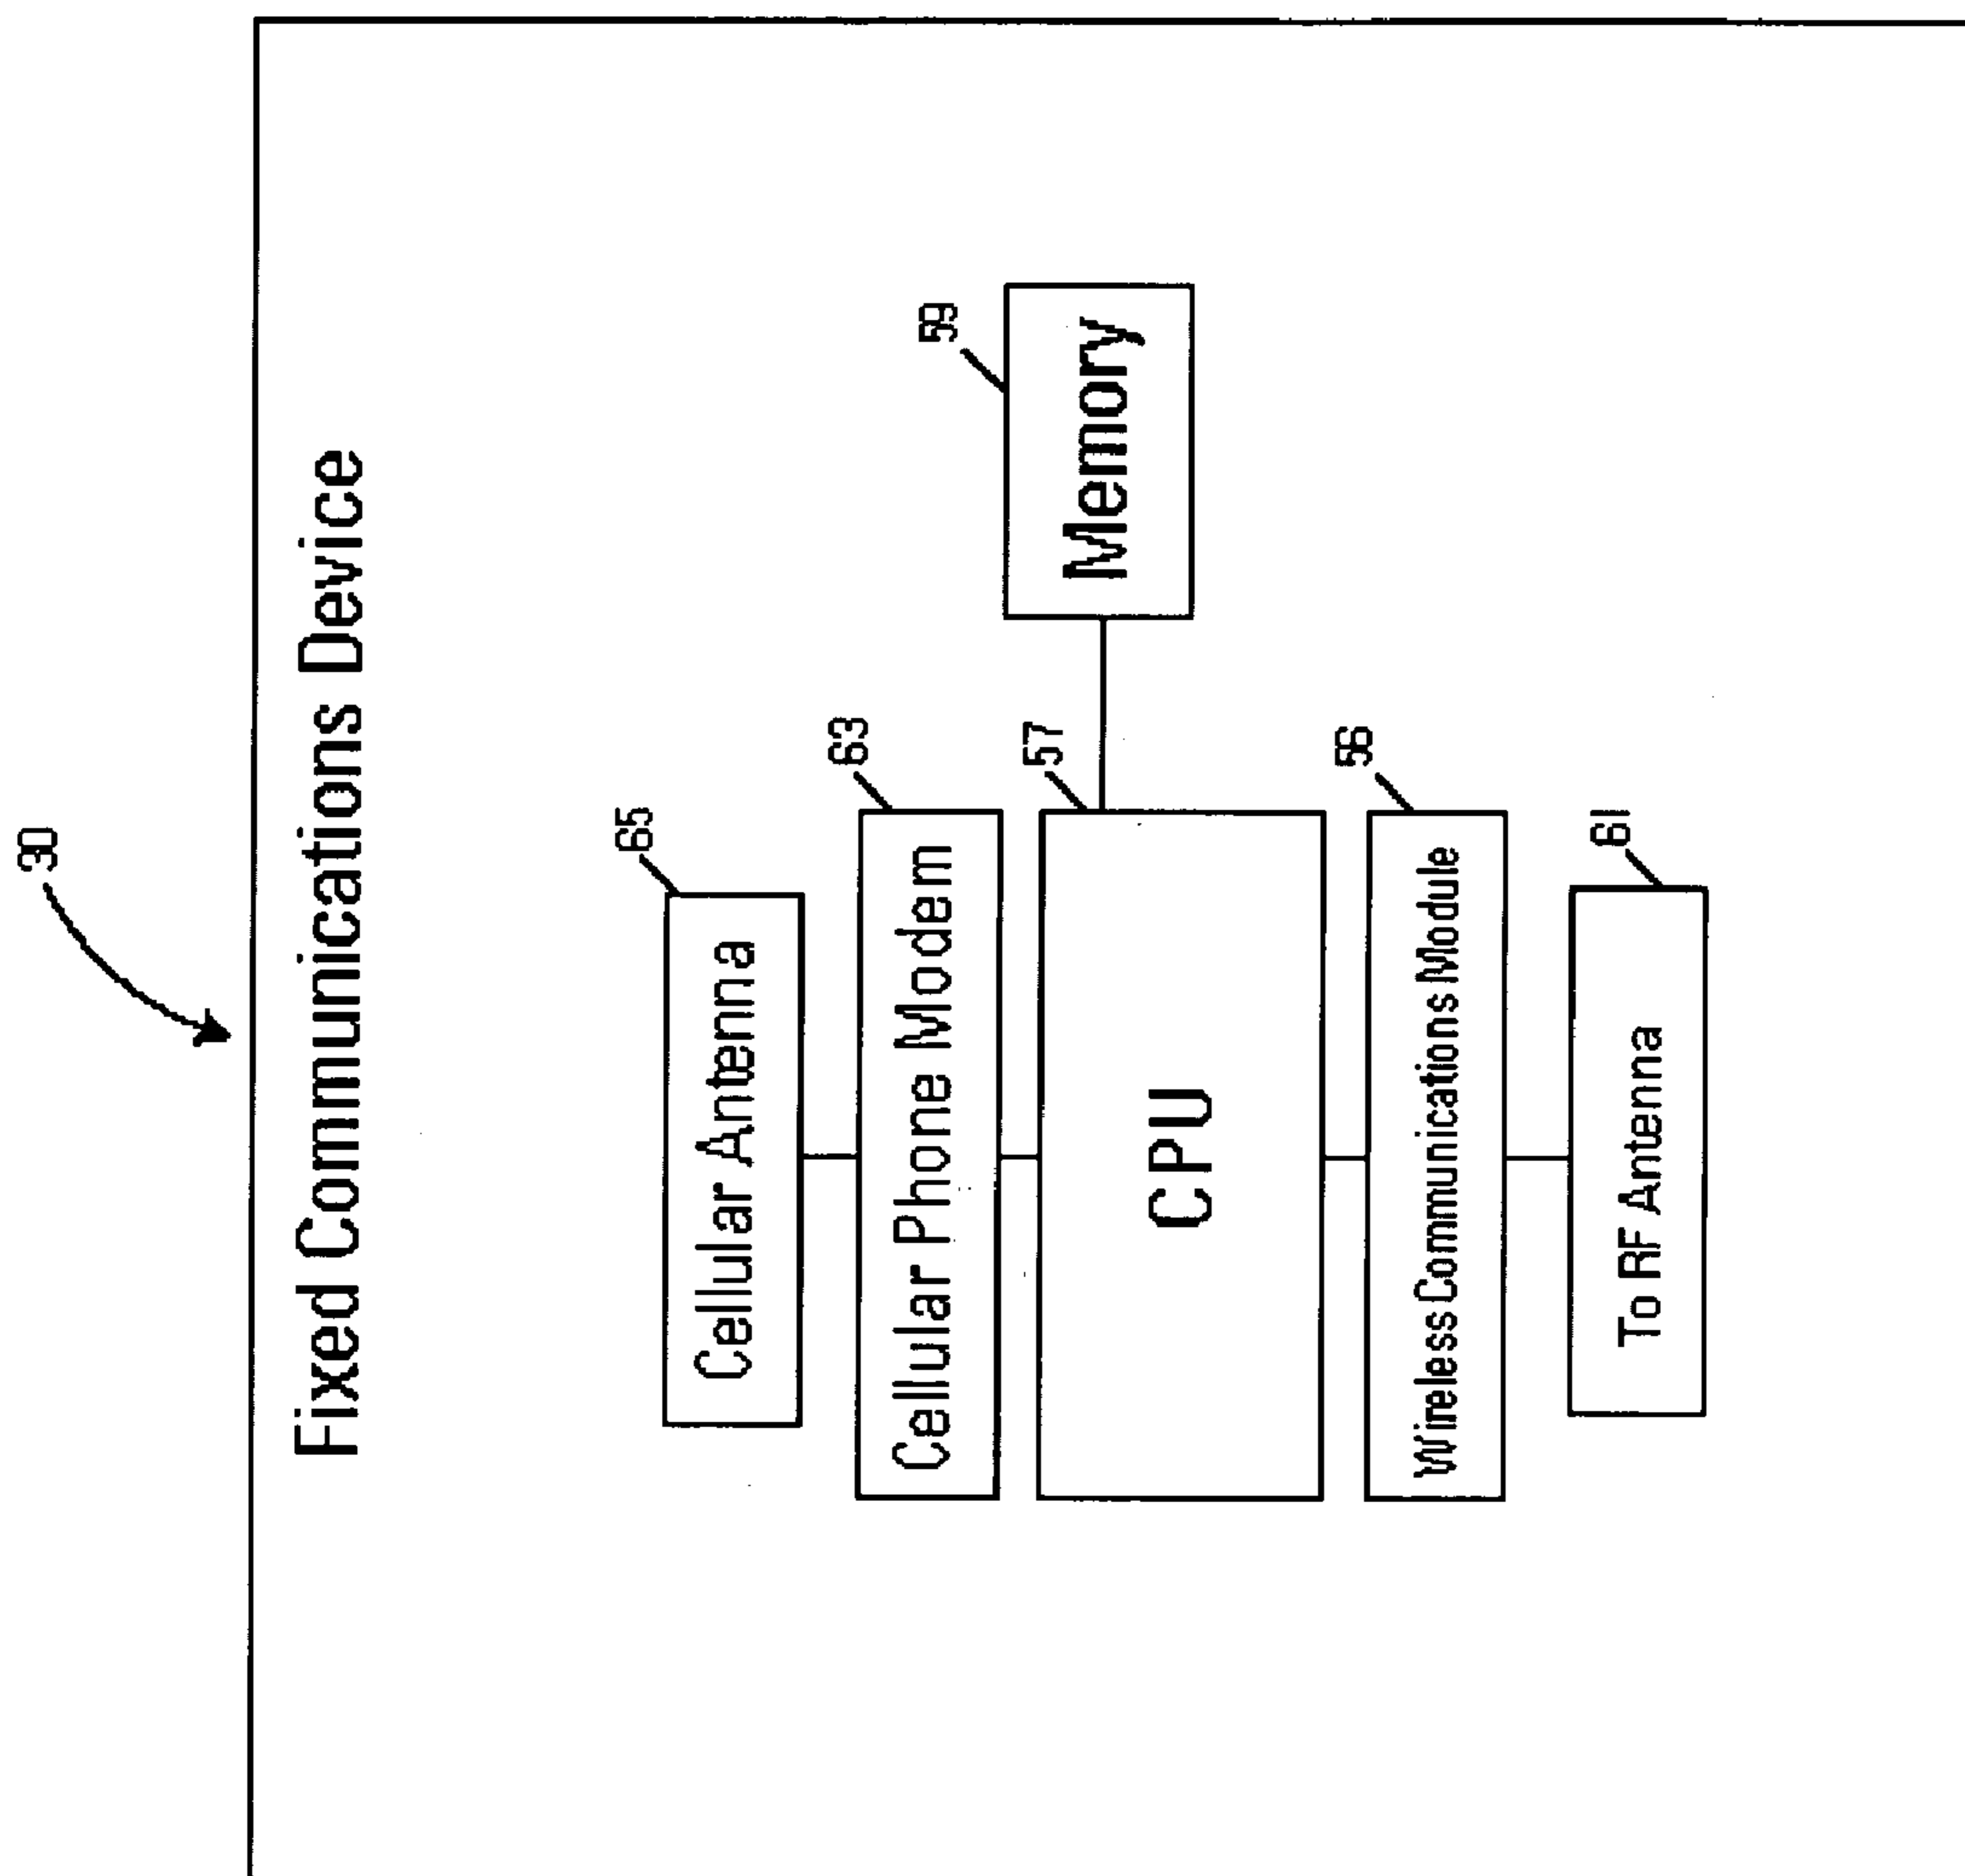 30
Fixed Communications Device
65
Cellular Antenna
63
Cellular Phone Modem
57
CPU
59
Memory
56
Wireless Communications Module
61
To RF Antenna